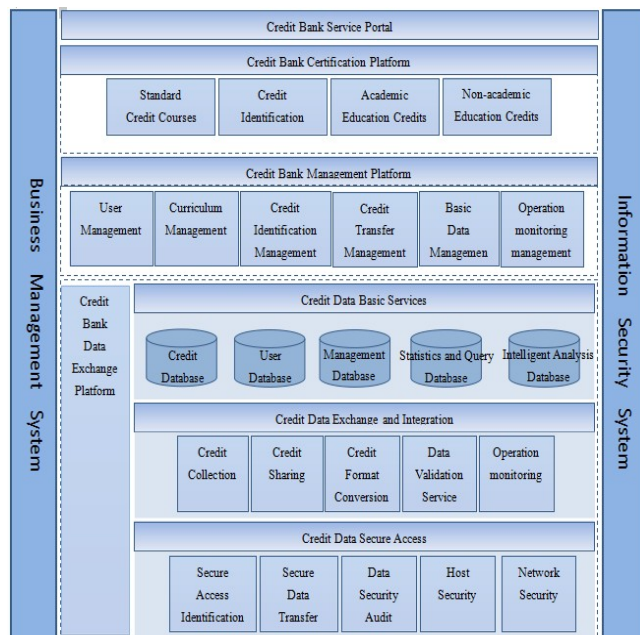 Business Management System
Credit Bank Service Portal
Credit Bank Certification Platform
Standard
Credit Courses
Credit
Identification
Academic
Education Credits
Non-academic
Education Credits
Credit Bank Management Platform
User
Management
Curriculum
Management
Credit
Identification
Management
Credit
Transfer
Management
Basic
Data
Managemen
Operation
monitoring
management
Credit
Bank
Data
Exchange
Platform
Credit Data Basic Services
Credit
Database
User
Database
Management
Database
Statistics and Query
Database
Intelligent Analysis
Database
Credit Data Exchange and Integration
Credit
Collection
Credit
Sharing
Credit
Format
Conversion
Data
Validation
Service
Operation
monitoring
Credit Data Secure Access
Secure
Access
Identification
Secure
Data
Transfer
Data
Security
Audit
Host
Security
Network
Security
Information Security System